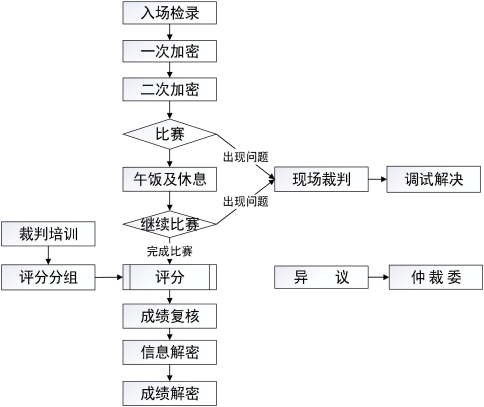 入场检录
一次加密
二次加密
比赛
出现问题
午饭及休息
现场裁判
调试解决
出现问题
继续比赛
裁判培训
完成比赛
评分分组
评分
异 议
仲 裁 委
成绩复核
信息解密
成绩解密